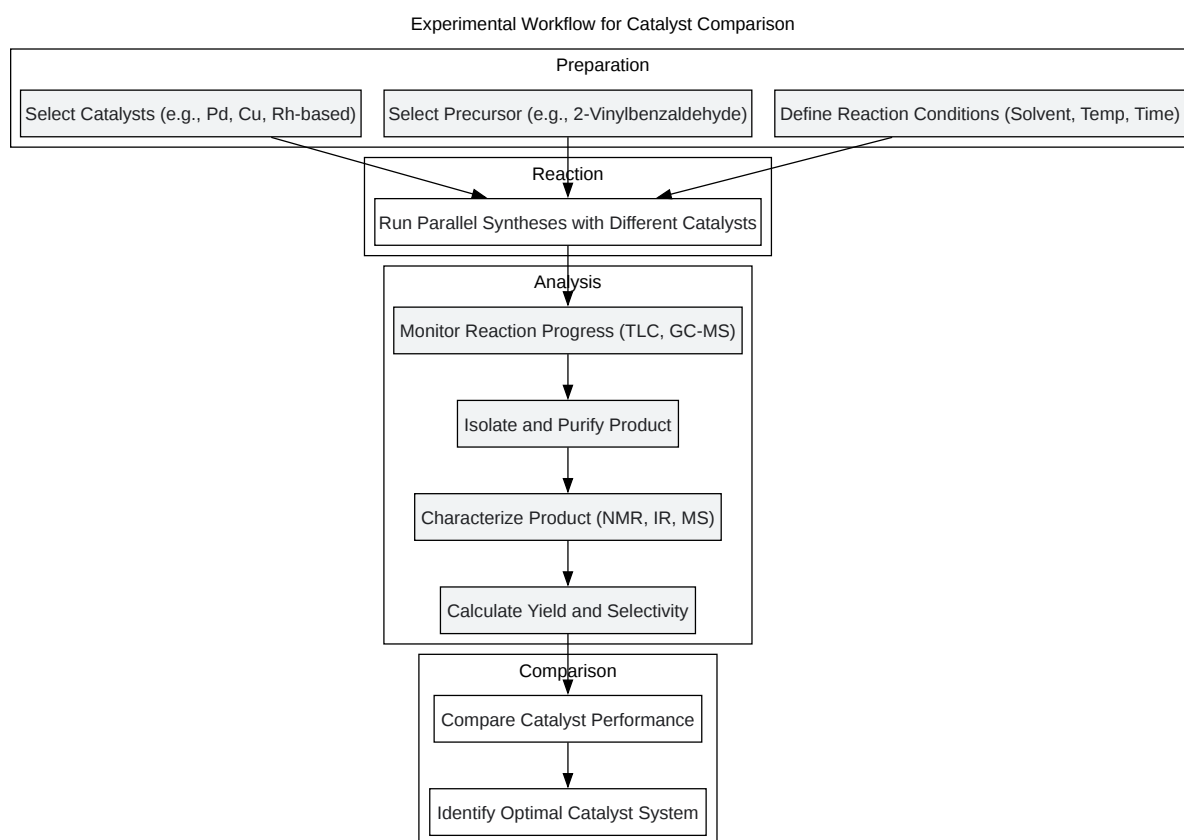 Experimental Workflow for Catalyst Comparison
Preparation
Select Catalysts (e.g., Pd, Cu, Rh-based)
Select Precursor (e.g., 2-Vinylbenzaldehyde)
Define Reaction Conditions (Solvent, Temp, Time)
Reaction
Run Parallel Syntheses with Different Catalysts
Analysis
Monitor Reaction Progress (TLC, GC-MS)
Isolate and Purify Product
Characterize Product (NMR, IR, MS)
Calculate Yield and Selectivity
Comparison
Compare Catalyst Performance
Identify Optimal Catalyst System